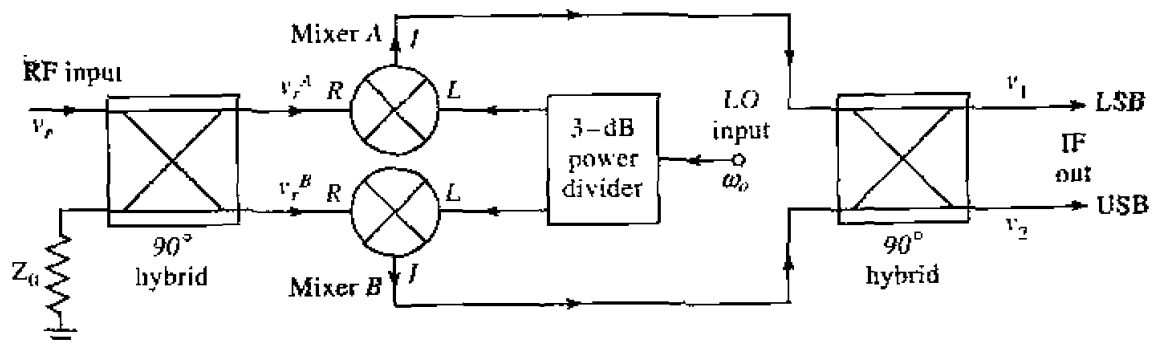 RF input
v_r
Z_0
90°
hybrid
v_r^A
v_r^B
Mixer A
I
R
L
R
L
I
Mixer B
3-dB
power
divider
LO
input
ω_o
90°
hybrid
v_1
v_2
LSB
IF
out
USB